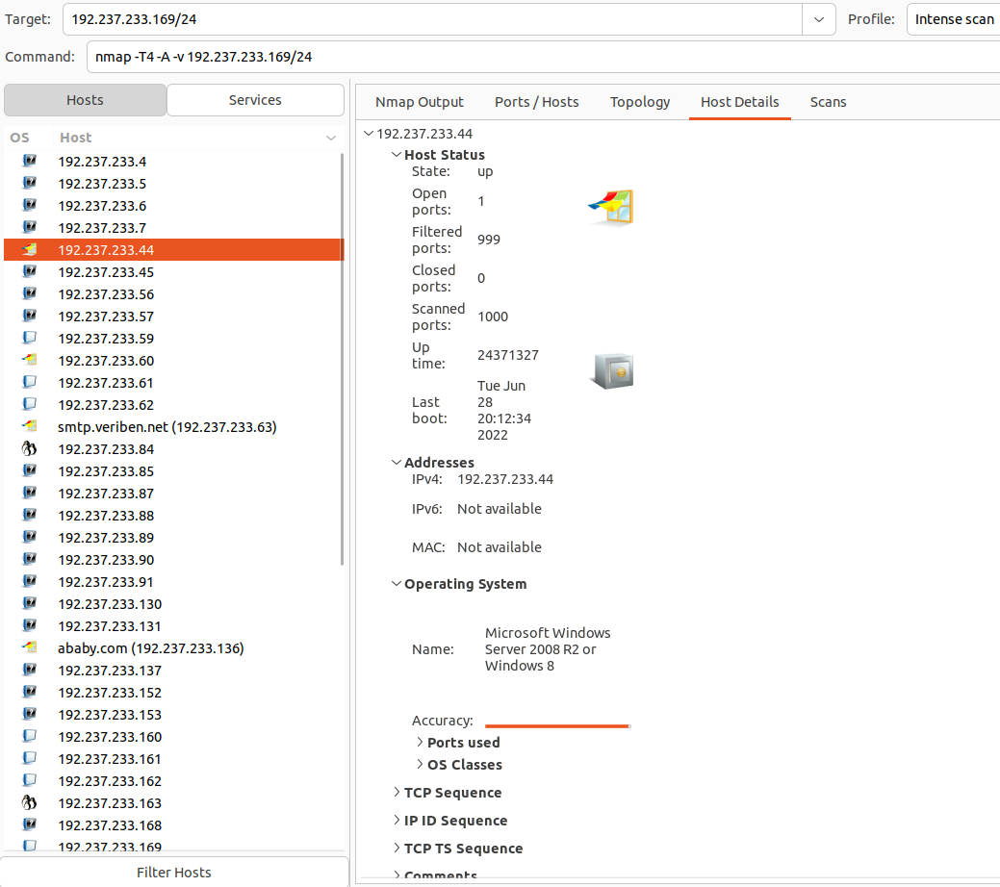 Target: 192.237.233.169/24 Profile: Intense scan
Command: nmap -T4 -A -v 192.237.233.169/24
Hosts Services
OS Host
192.237.233.4
192.237.233.5
192.237.233.6
192.237.233.7
192.237.233.44
192.237.233.45
192.237.233.56
192.237.233.57
192.237.233.59
192.237.233.60
192.237.233.61
192.237.233.62
smtp.veriben.net (192.237.233.63)
192.237.233.84
192.237.233.85
192.237.233.87
192.237.233.88
192.237.233.89
192.237.233.90
192.237.233.91
192.237.233.130
192.237.233.131
ababy.com (192.237.233.136)
192.237.233.137
192.237.233.152
192.237.233.153
192.237.233.160
192.237.233.161
192.237.233.162
192.237.233.163
192.237.233.168
192.237.233.169
Filter Hosts
Nmap Output Ports / Hosts Topology Host Details Scans
192.237.233.44
Host Status
State: up
Open
ports: 1
Filtered
ports: 999
Closed
ports: 0
Scanned
ports: 1000
Up
time: 24371327
Last
boot:
Tue Jun
28
20:12:34
2022
Addresses
IPv4: 192.237.233.44
IPv6: Not available
MAC: Not available
Operating System
Name:
Microsoft Windows
Server 2008 R2 or
Windows 8
Accuracy:
Ports used
OS Classes
TCP Sequence
IP ID Sequence
TCP TS Sequence
Comments